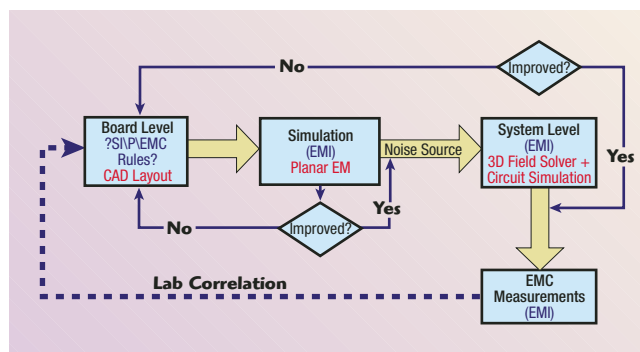 Improved?
No
Board Level
?SI\P\EMC
Rules?
CAD Layout
Simulation
(EMI)
Planar EM
Noise Source
System Level
(EMI)
3D Field Solver +
Circuit Simulation
Yes
Yes
No
Improved?
Lab Correlation
EMC
Measurements
(EMI)